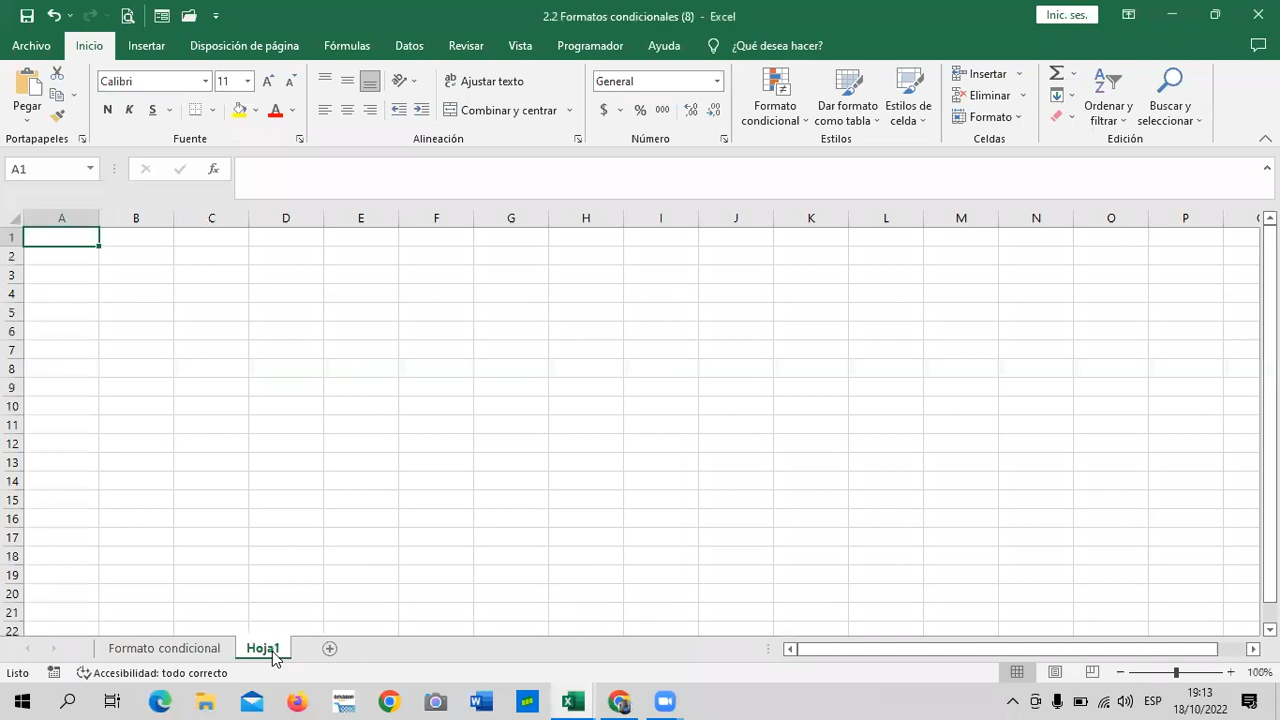 2.2 Formatos condicionales (8) - Excel
Inic. ses.
Archivo Inicio Insertar Disposición de página Fórmulas Datos Revisar Vista Programador Ayuda ¿Qué desea hacer?
Pegar
Portapapeles
Calibri 11
N K S
Fuente
Ajustar texto
Combinar y centrar
Alineación
General
$ % 000
Número
Formato condicional
Dar formato como tabla
Estilos de celda
Estilos
Insertar
Eliminar
Formato
Celdas
Ordenar y filtrar
Buscar y seleccionar
Edición
A1
fx
A B C D E F G H I J K L M N O P
1
2
3
4
5
6
7
8
9
10
11
12
13
14
15
16
17
18
19
20
21
22
Formato condicional Hoja1
Listo Accesibilidad: todo correcto 100%
ESP
19:13
18/10/2022